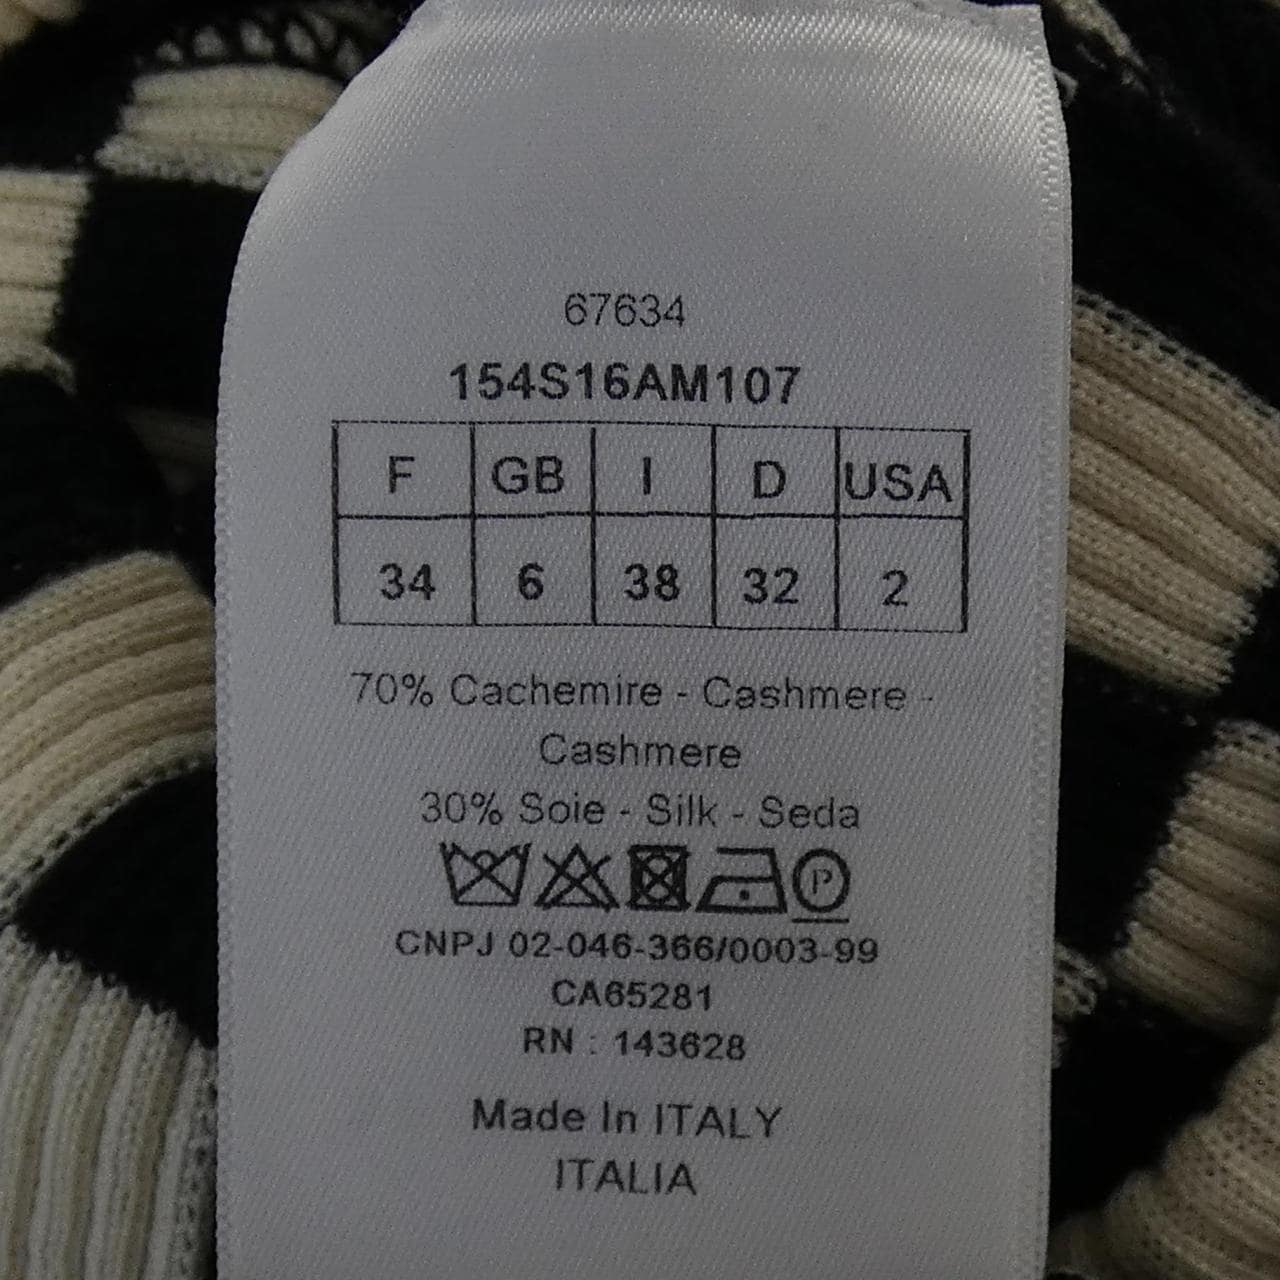 67634
154S16AM107
F GB I D USA
34 6 38 32 2
70% Cachemire - Cashmere -
Cashmere
30% Soie - Silk - Seda
P
CNPJ 02-046-366/0003-99
CA65281
RN : 143628
Made In ITALY
ITALIA